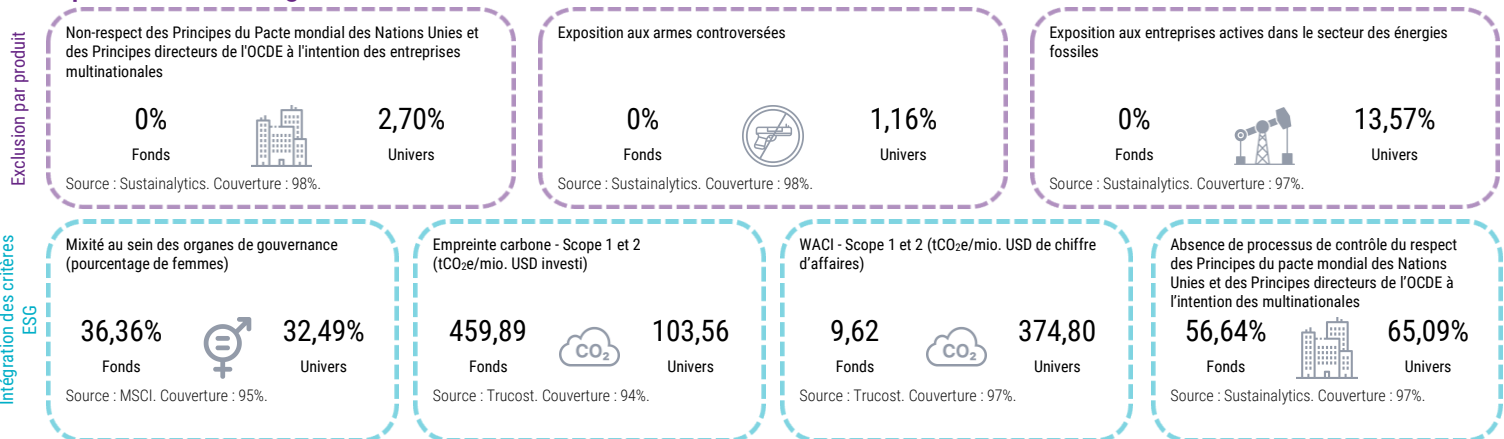 Exclusion par produit
Non-respect des Principes du Pacte mondial des Nations Unies et
des Principes directeurs de l'OCDE à l'intention des entreprises
multinationales
0%
2,70%
Fonds
Univers
Source : Sustainalytics. Couverture : 98%.
Exposition aux armes controversées
0%
1,16%
Fonds
Univers
Source : Sustainalytics. Couverture : 98%.
Exposition aux entreprises actives dans le secteur des énergies
fossiles
0%
13,57%
Fonds
Univers
Source : Sustainalytics. Couverture : 97%.
Intégration des critères
ESG
Mixité au sein des organes de gouvernance
(pourcentage de femmes)
36,36%
32,49%
Fonds
Univers
Source : MSCI. Couverture : 95%.
Empreinte carbone - Scope 1 et 2
(tCO₂e/mio. USD investi)
459,89
CO₂
103,56
Fonds
Univers
Source : Trucost. Couverture : 94%.
WACI - Scope 1 et 2 (tCO₂e/mio. USD de chiffre
d’affaires)
9,62
CO₂
374,80
Fonds
Univers
Source : Trucost. Couverture : 97%.
Absence de processus de contrôle du respect
des Principes du pacte mondial des Nations
Unies et des Principes directeurs de l’OCDE à
l’intention des multinationales
56,64%
65,09%
Fonds
Univers
Source : Sustainalytics. Couverture : 97%.